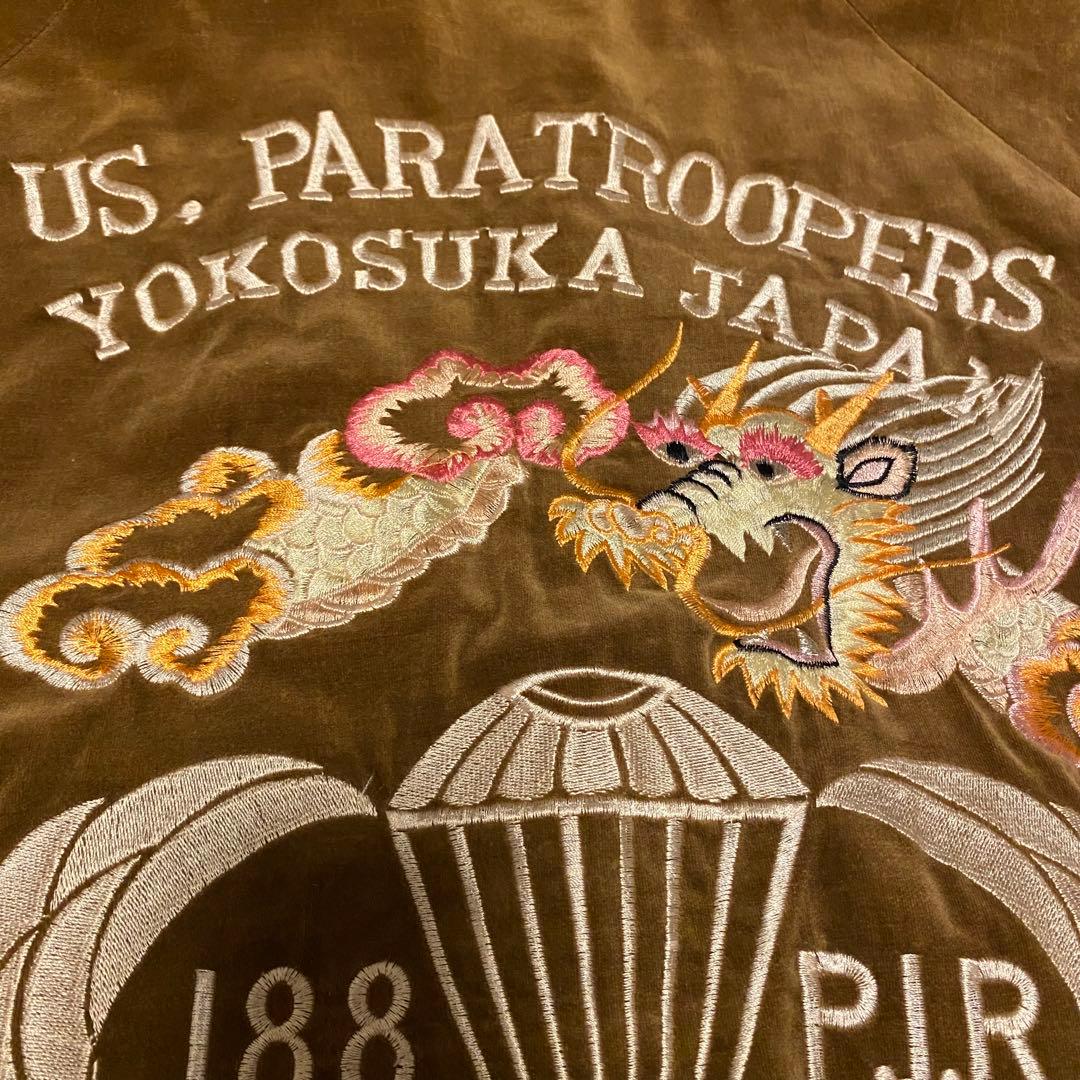 US. PARATROOPERS
YOKOSUKA JAPAN
188 P.I.R